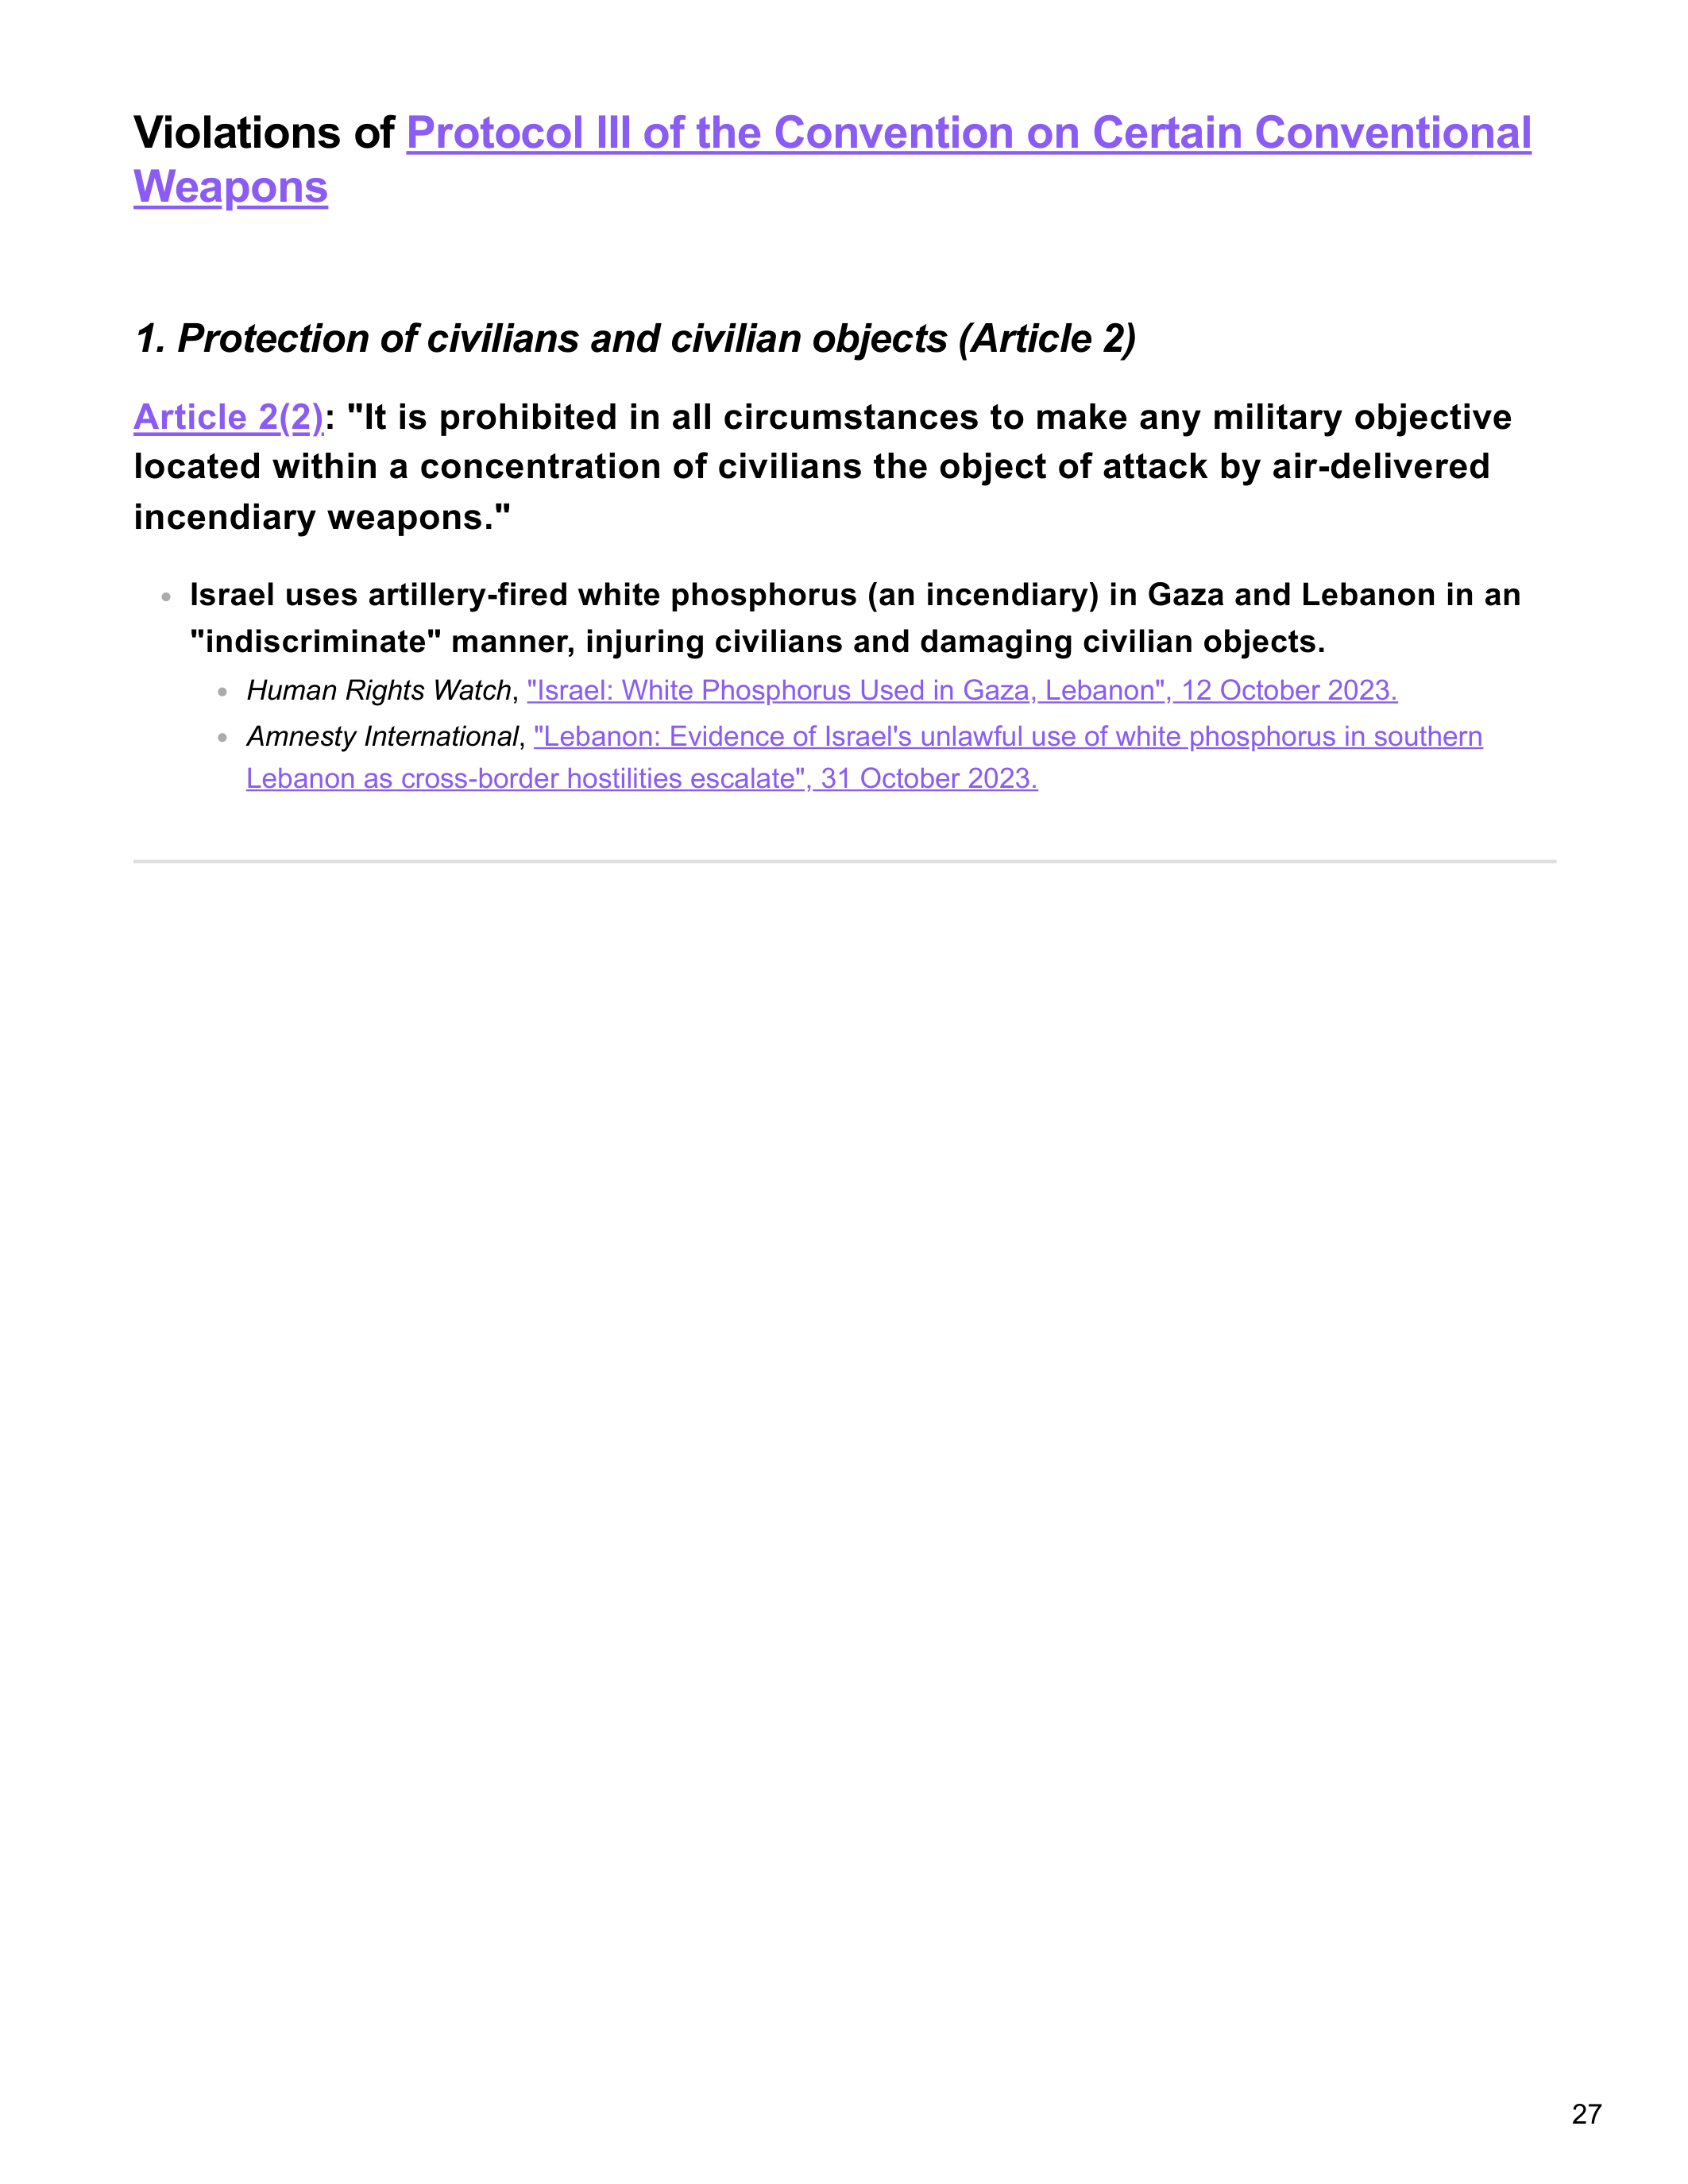 Violations of Protocol III of the Convention on Certain Conventional
Weapons
1. Protection of civilians and civilian objects (Article 2)
Article 2(2): "It is prohibited in all circumstances to make any military objective
located within a concentration of civilians the object of attack by air-delivered
incendiary weapons."
Israel uses artillery-fired white phosphorus (an incendiary) in Gaza and Lebanon in an
"indiscriminate" manner, injuring civilians and damaging civilian objects.
Human Rights Watch, "Israel: White Phosphorus Used in Gaza, Lebanon", 12 October 2023.
Amnesty International, "Lebanon: Evidence of Israel's unlawful use of white phosphorus in southern
Lebanon as cross-border hostilities escalate", 31 October 2023.
27